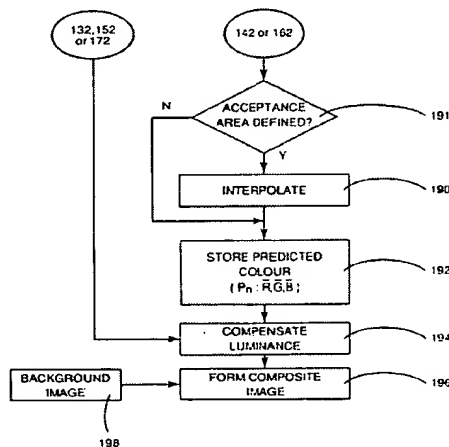 132,152
or 172
142 or 162
N
ACCEPTANCE
AREA DEFINED?
191
Y
INTERPOLATE
190
STORE PREDICTED
COLOUR
( Pn : R̅,G̅,B̅ )
192
COMPENSATE
LUMINANCE
194
BACKGROUND
IMAGE
FORM COMPOSITE
IMAGE
196
198